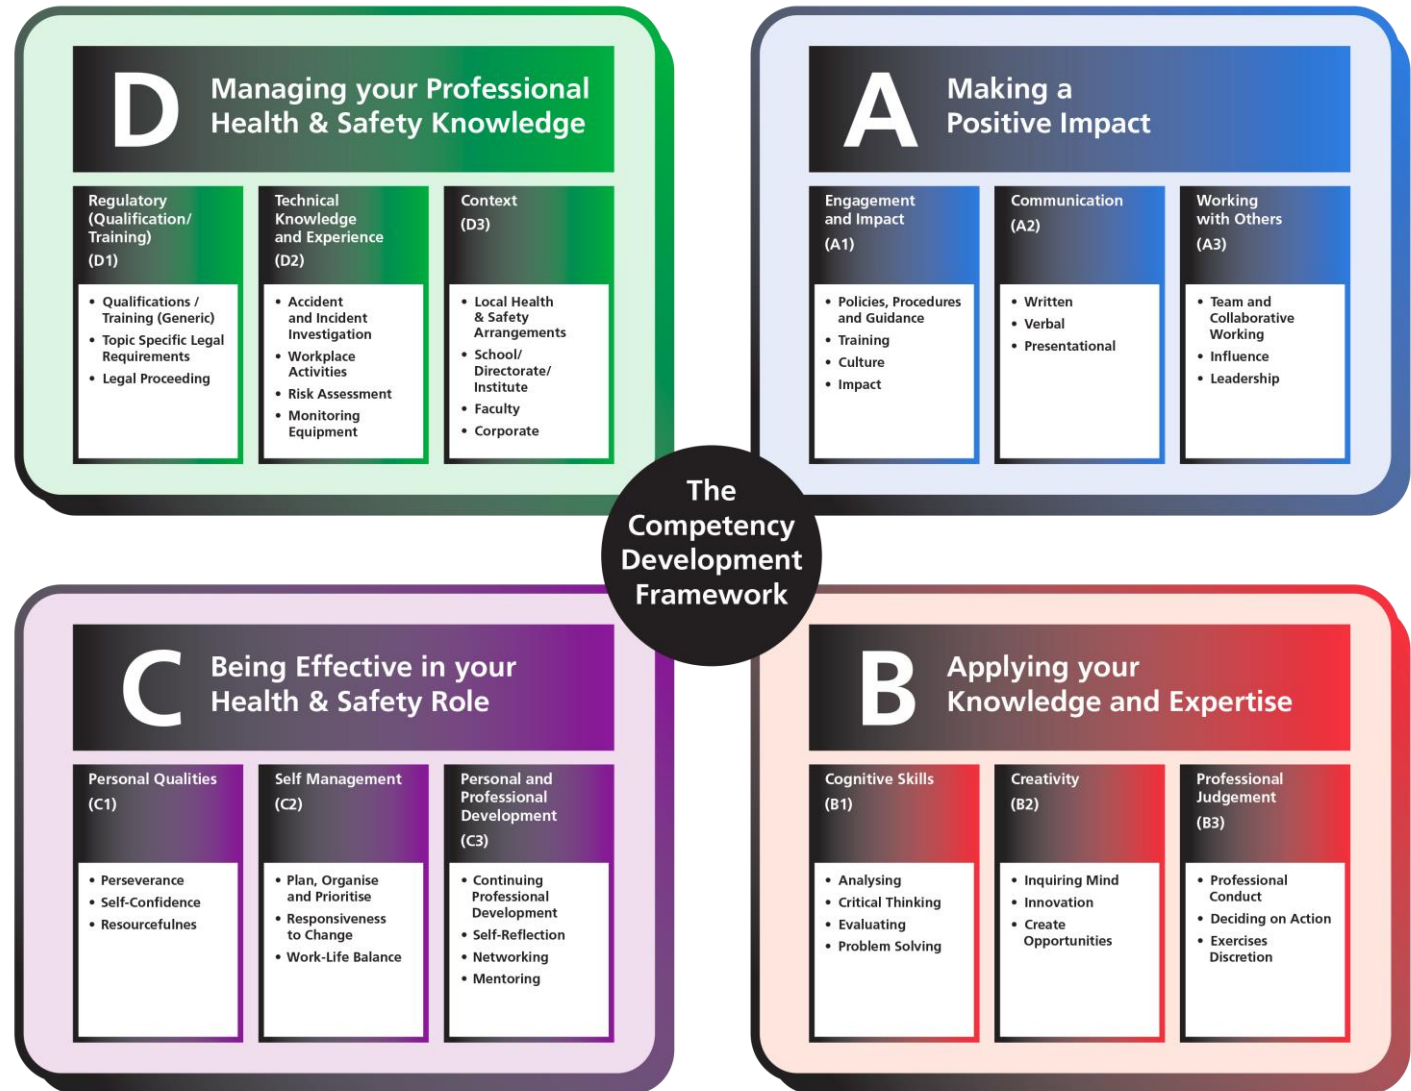 D
Managing your Professional
Health & Safety Knowledge
Regulatory
(Qualification/
Training)
(D1)
• Qualifications /
Training (Generic)
• Topic Specific Legal
Requirements
• Legal Proceeding
Technical
Knowledge
and Experience
(D2)
• Accident
and Incident
Investigation
• Workplace
Activities
• Risk Assessment
• Monitoring
Equipment
Context
(D3)
• Local Health
& Safety
Arrangements
• School/
Directorate/
Institute
• Faculty
• Corporate
A
Making a
Positive Impact
Engagement
and Impact
(A1)
• Policies, Procedures
and Guidance
• Training
• Culture
• Impact
Communication
(A2)
• Written
• Verbal
• Presentational
Working
with Others
(A3)
• Team and
Collaborative
Working
• Influence
• Leadership
The
Competency
Development
Framework
C
Being Effective in your
Health & Safety Role
Personal Qualities
(C1)
• Perseverance
• Self-Confidence
• Resourcefulnes
Self Management
(C2)
• Plan, Organise
and Prioritise
• Responsiveness
to Change
• Work-Life Balance
Personal and
Professional
Development
(C3)
• Continuing
Professional
Development
• Self-Reflection
• Networking
• Mentoring
B
Applying your
Knowledge and Expertise
Cognitive Skills
(B1)
• Analysing
• Critical Thinking
• Evaluating
• Problem Solving
Creativity
(B2)
• Inquiring Mind
• Innovation
• Create
Opportunities
Professional
Judgement
(B3)
• Professional
Conduct
• Deciding on Action
• Exercises
Discretion